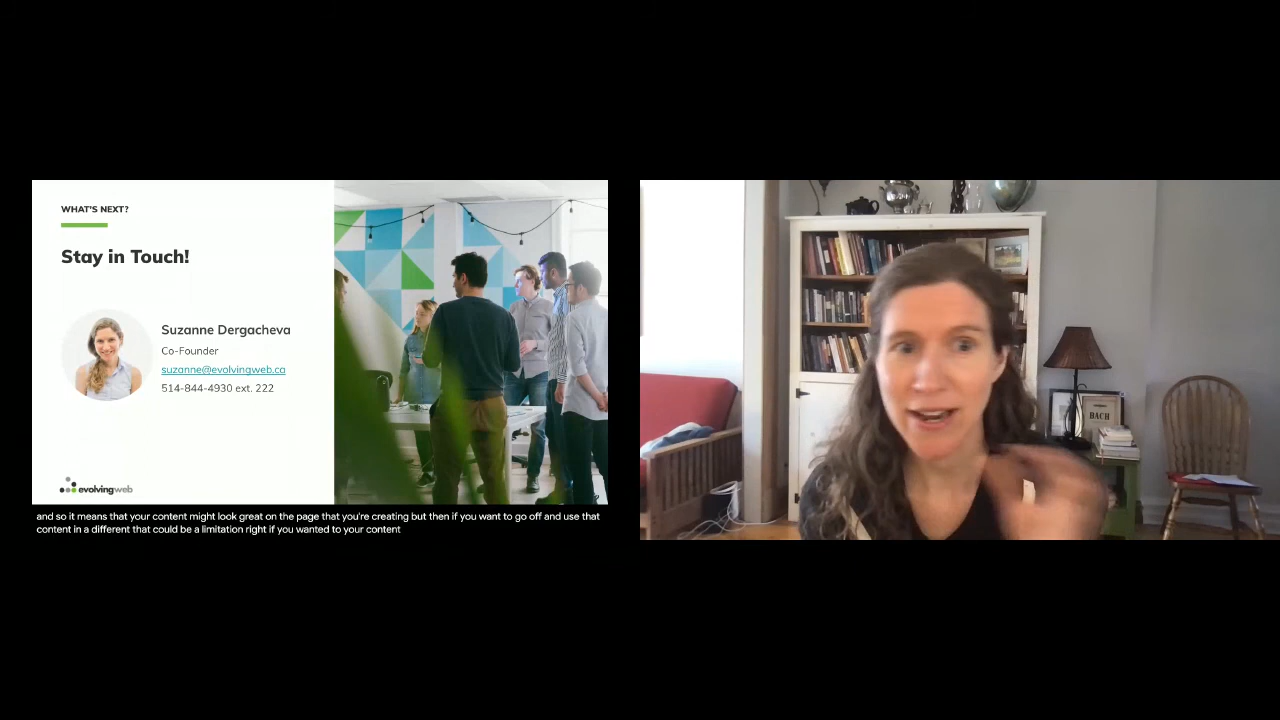 WHAT'S NEXT?
Stay in Touch!
Suzanne Dergacheva
Co-Founder
suzanne@evolvingweb.ca
514-844-4930 ext. 222
evolvingweb
and so it means that your content might look great on the page that you're creating but then if you want to go off and use that
content in a different that could be a limitation right if you wanted to your content
BACH